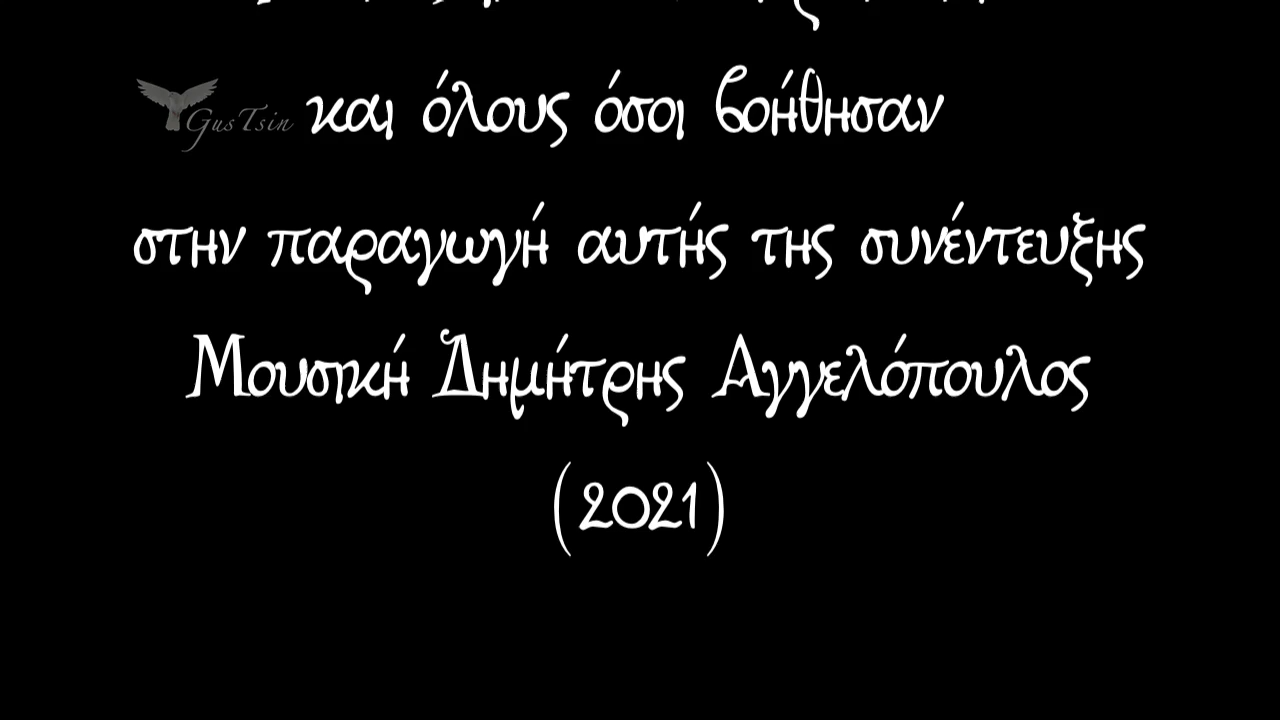 GusTsin
και όλους όσοι βοήθησαν
στην παραγωγή αυτής της συνέντευξης
Μουσική Δημήτρης Αγγελόπουλος
(2021)